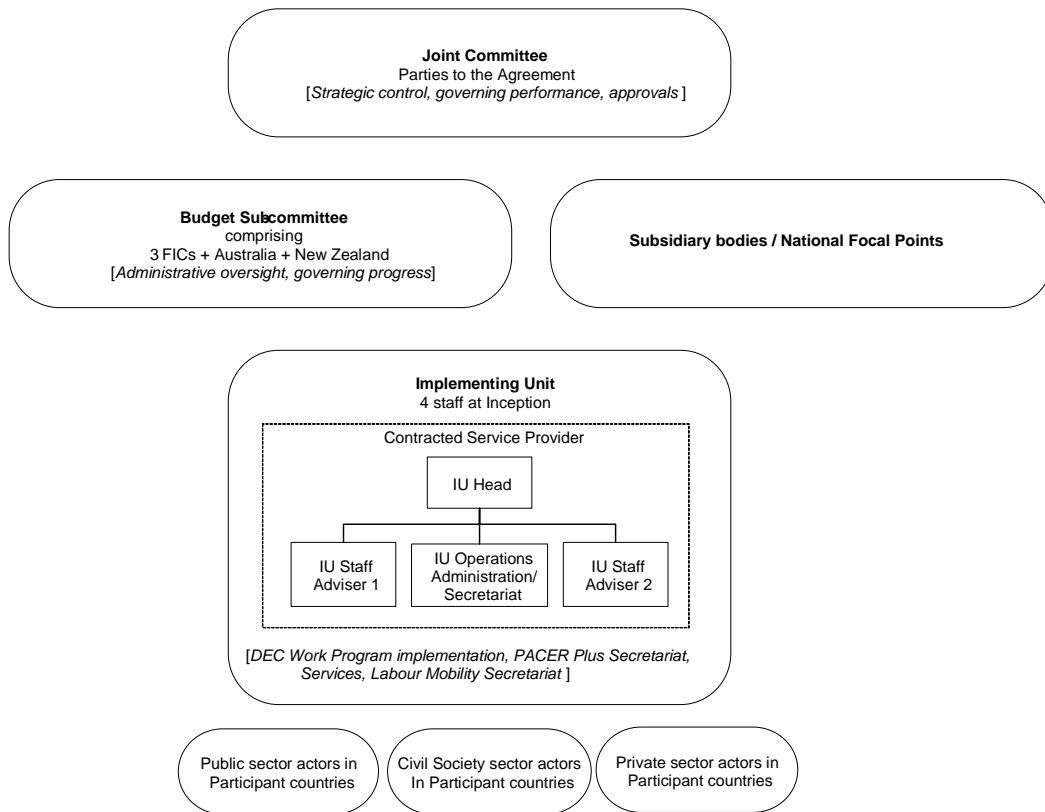 Joint Committee
Parties to the Agreement
[Strategic control, governing performance, approvals ]
Budget Subcommittee
comprising
3 FICs + Australia + New Zealand
[Administrative oversight, governing progress]
Subsidiary bodies / National Focal Points
Implementing Unit
4 staff at Inception
Contracted Service Provider
IU Head
IU Staff
Adviser 1
IU Operations
Administration/
Secretariat
IU Staff
Adviser 2
[DEC Work Program implementation, PACER Plus Secretariat,
Services, Labour Mobility Secretariat ]
Public sector actors in
Participant countries
Civil Society sector actors
In Participant countries
Private sector actors in
Participant countries